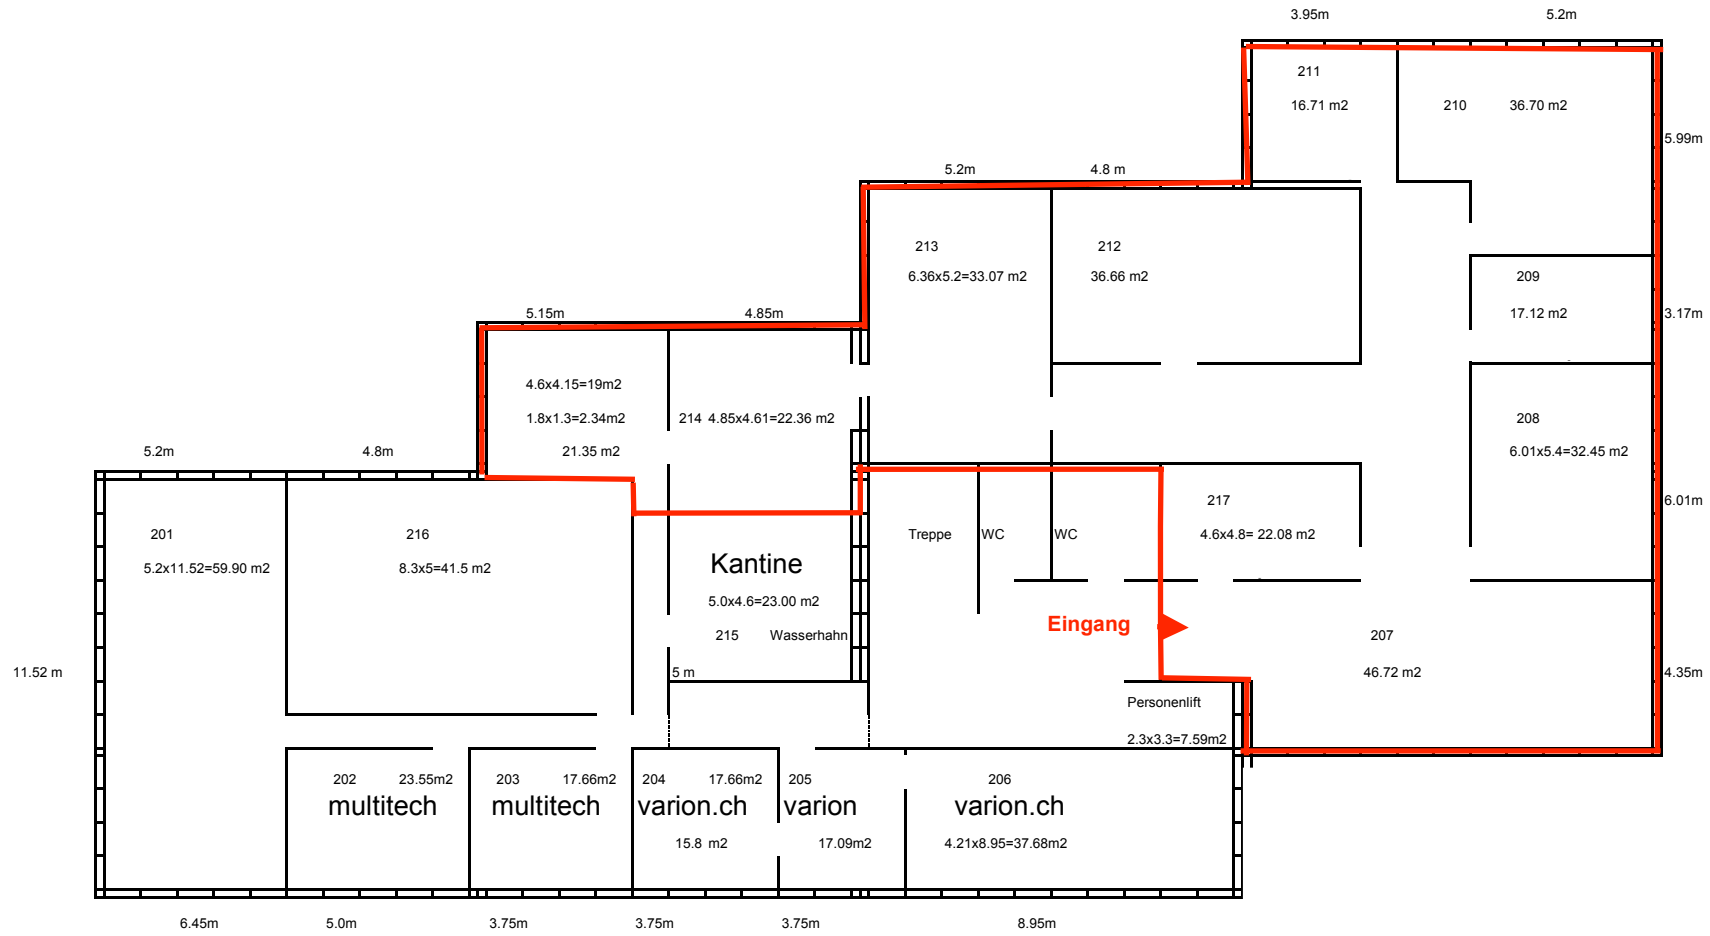 3.95m 5.2m
211
16.71 m2 210 36.70 m2
5.99m
5.2m 4.8 m
213 212
6.36x5.2=33.07 m2 36.66 m2
209
17.12 m2
3.17m
5.15m 4.85m
4.6x4.15=19m2
1.8x1.3=2.34m2 214 4.85x4.61=22.36 m2
21.35 m2
208
6.01x5.4=32.45 m2
5.2m 4.8m
217
4.6x4.8= 22.08 m2
6.01m
201 216
5.2x11.52=59.90 m2 8.3x5=41.5 m2
Treppe WC WC
Kantine
5.0x4.6=23.00 m2
215 Wasserhahn
Eingang
207
46.72 m2
4.35m
11.52 m
5 m
Personenlift
2.3x3.3=7.59m2
202 23.55m2 203 17.66m2 204 17.66m2 205 206
multitech multitech varion.ch varion varion.ch
15.8 m2 17.09m2 4.21x8.95=37.68m2
6.45m 5.0m 3.75m 3.75m 3.75m 8.95m